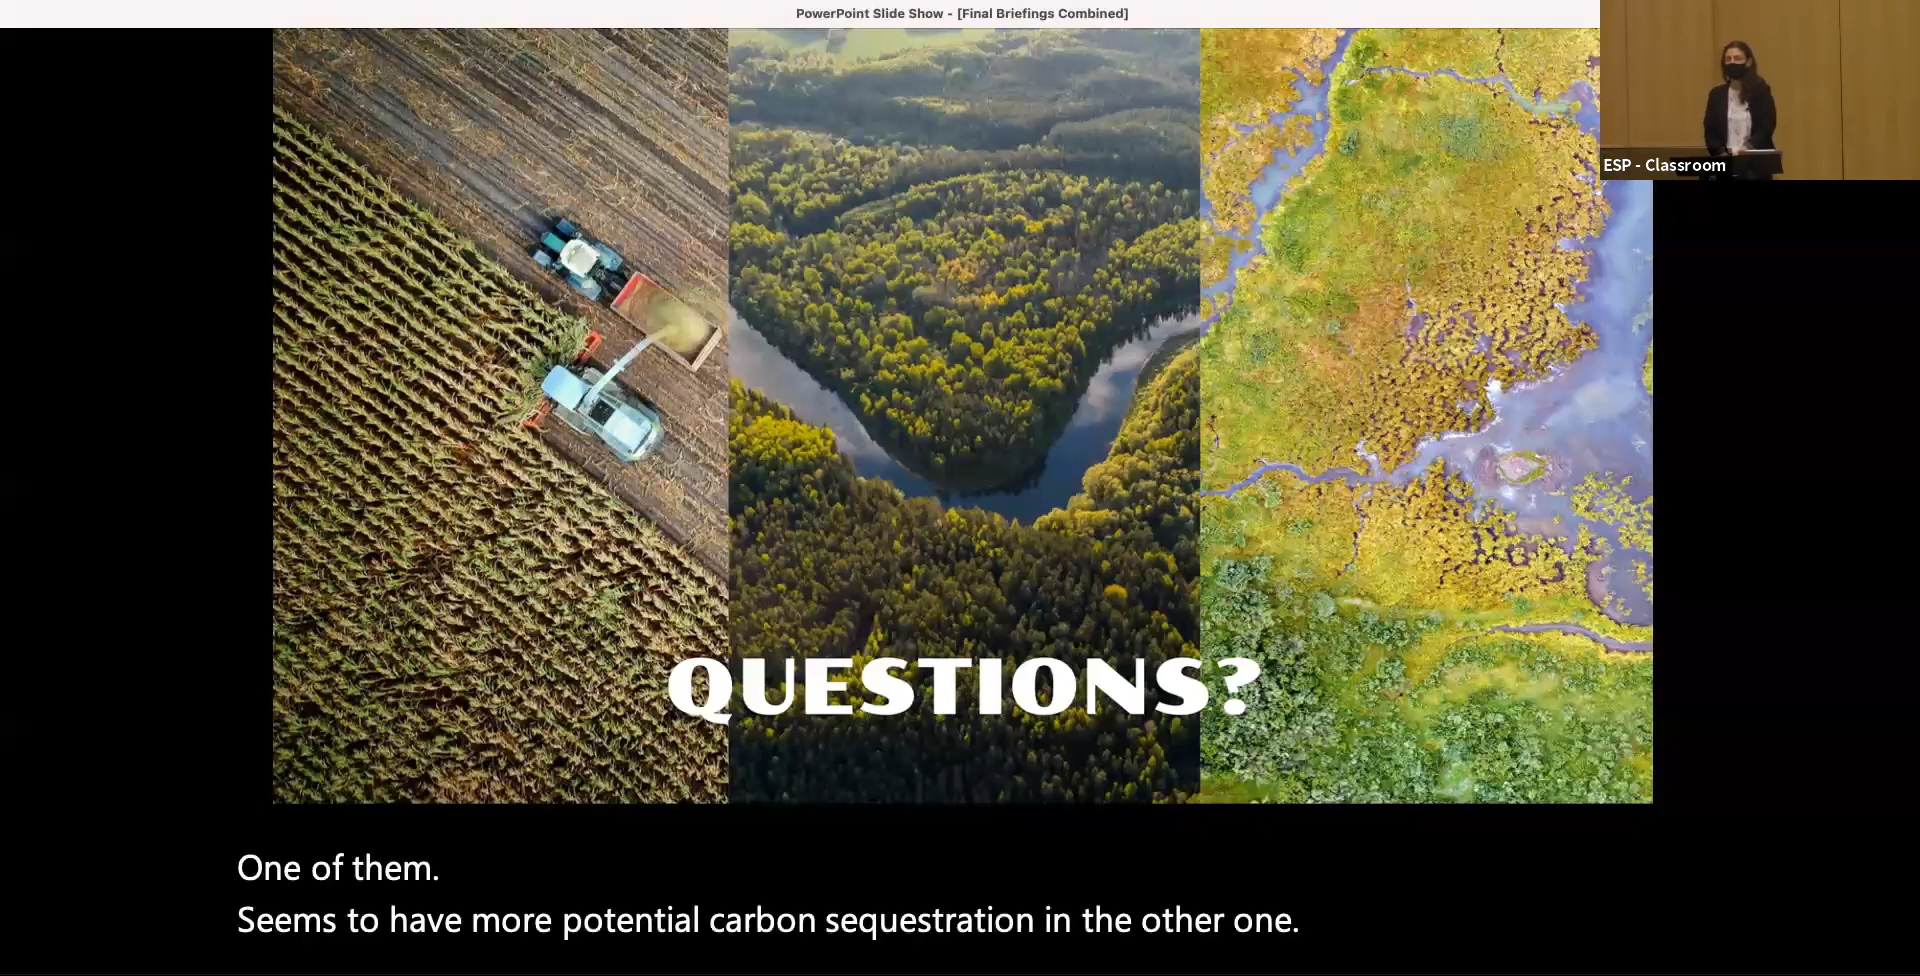 PowerPoint Slide Show - [Final Briefings Combined]
ESP - Classroom
QUESTIONS?
One of them.
Seems to have more potential carbon sequestration in the other one.